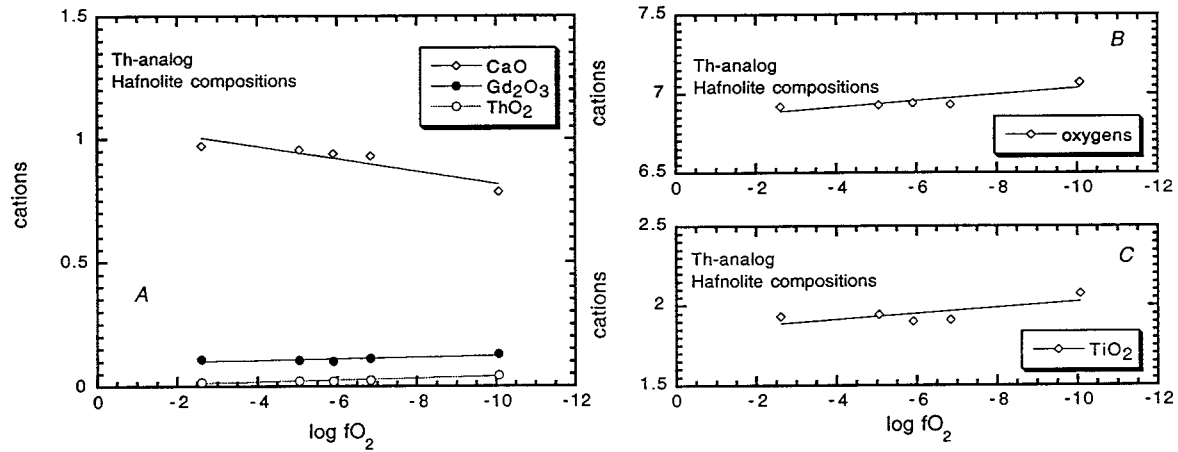 1.5
1
0.5
0
cations
Th-analog
Hafnolite compositions
CaO
Gd2O3
ThO2
A
0 -2 -4 -6 -8 -10 -12
log fO2
7.5
7
6.5
cations
Th-analog
Hafnolite compositions
B
oxygens
0 -2 -4 -6 -8 -10 -12
2.5
2
1.5
cations
Th-analog
Hafnolite compositions
C
TiO2
0 -2 -4 -6 -8 -10 -12
log fO2